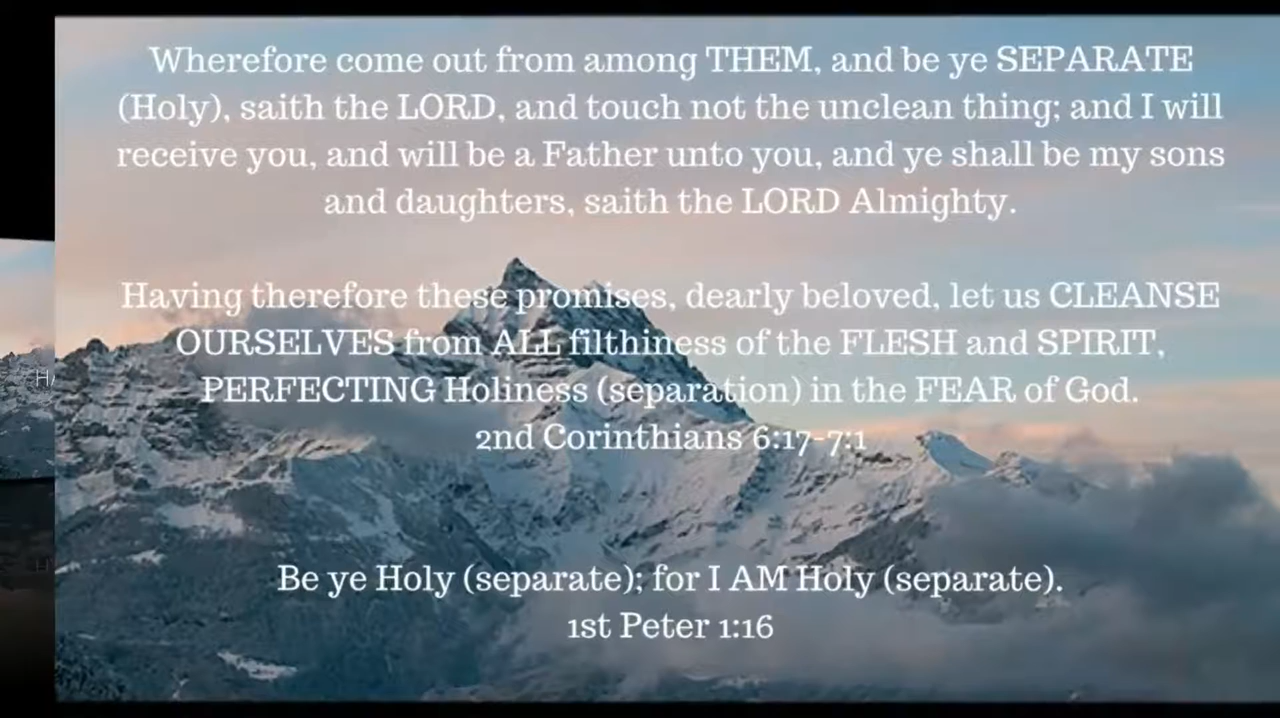 Wherefore come out from among THEM, and be ye SEPARATE
(Holy), saith the LORD, and touch not the unclean thing; and I will
receive you, and will be a Father unto you, and ye shall be my sons
and daughters, saith the LORD Almighty.
Having therefore these promises, dearly beloved, let us CLEANSE
OURSELVES from ALL filthiness of the FLESH and SPIRIT,
PERFECTING Holiness (separation) in the FEAR of God.
2nd Corinthians 6:17-7:1
Be ye Holy (separate); for I AM Holy (separate).
1st Peter 1:16